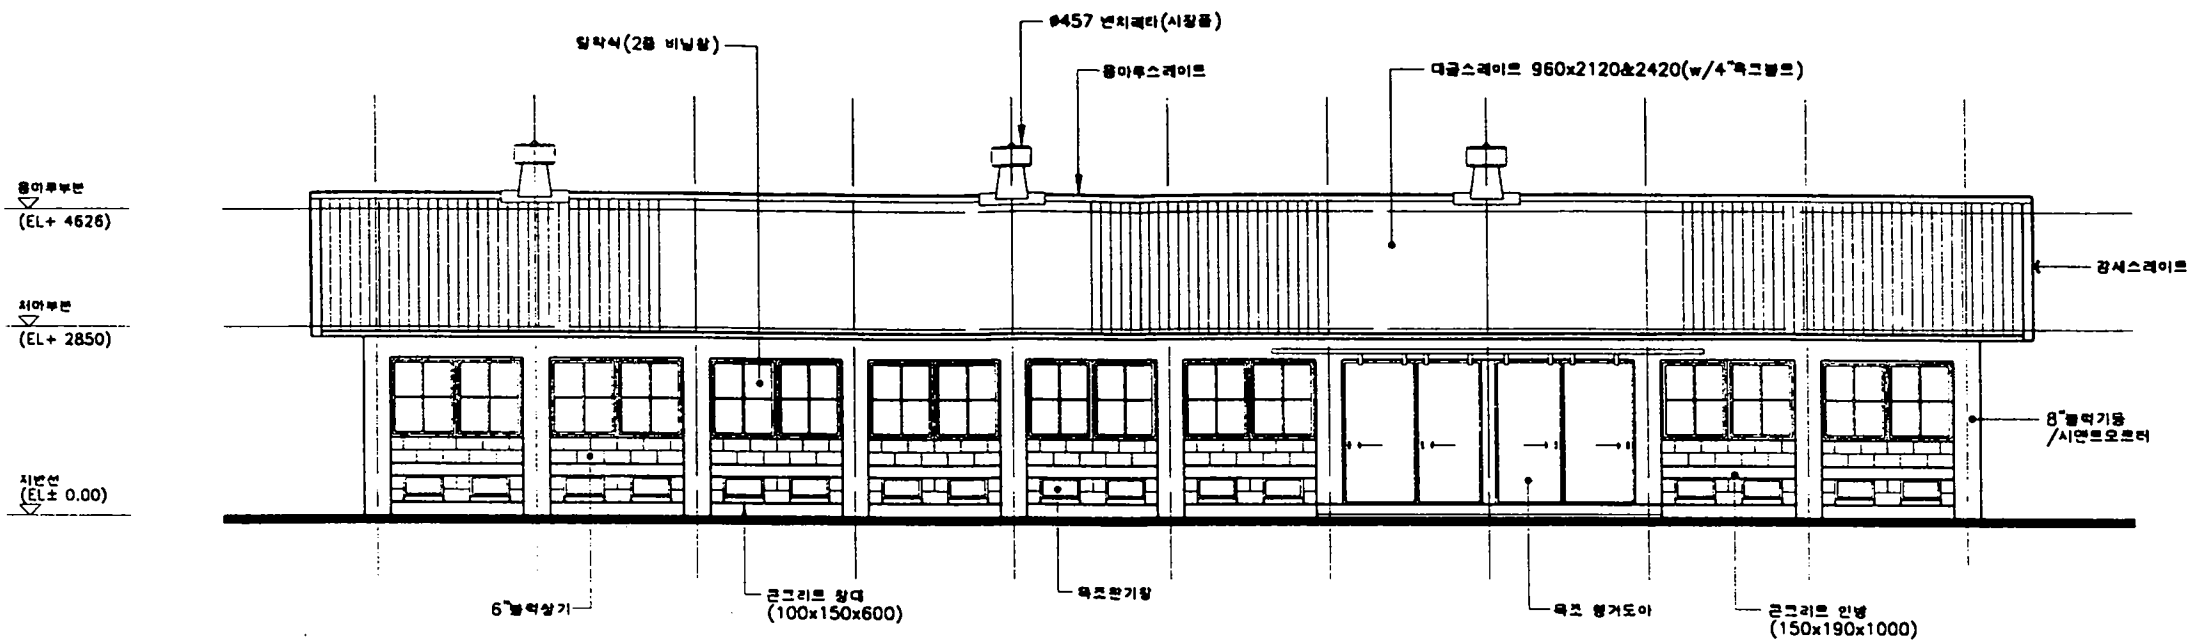 ø457 벤치레타(시장품)
밀착식(2중 비닐창)
용마루스레이트
대골스레이트 960x2120&2420(w/4"훅크볼트)
용마루부분
(EL+ 4626)
감세스레이트
처마부분
(EL+ 2850)
8"블럭기둥
/시멘트모르터
지반선
(EL± 0.00)
6"블럭쌓기
콘크리트 창대
(100x150x600)
목조환기창
목조 행거도아
콘크리트 인방
(150x190x1000)